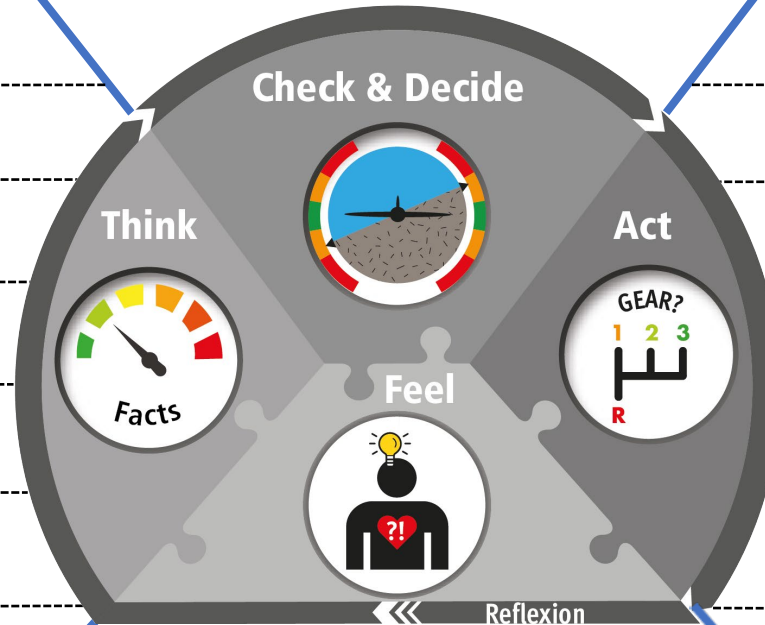 Check & Decide
Think
Act
GEAR?
1 2 3
R
Facts
Feel
?!
Reflexion